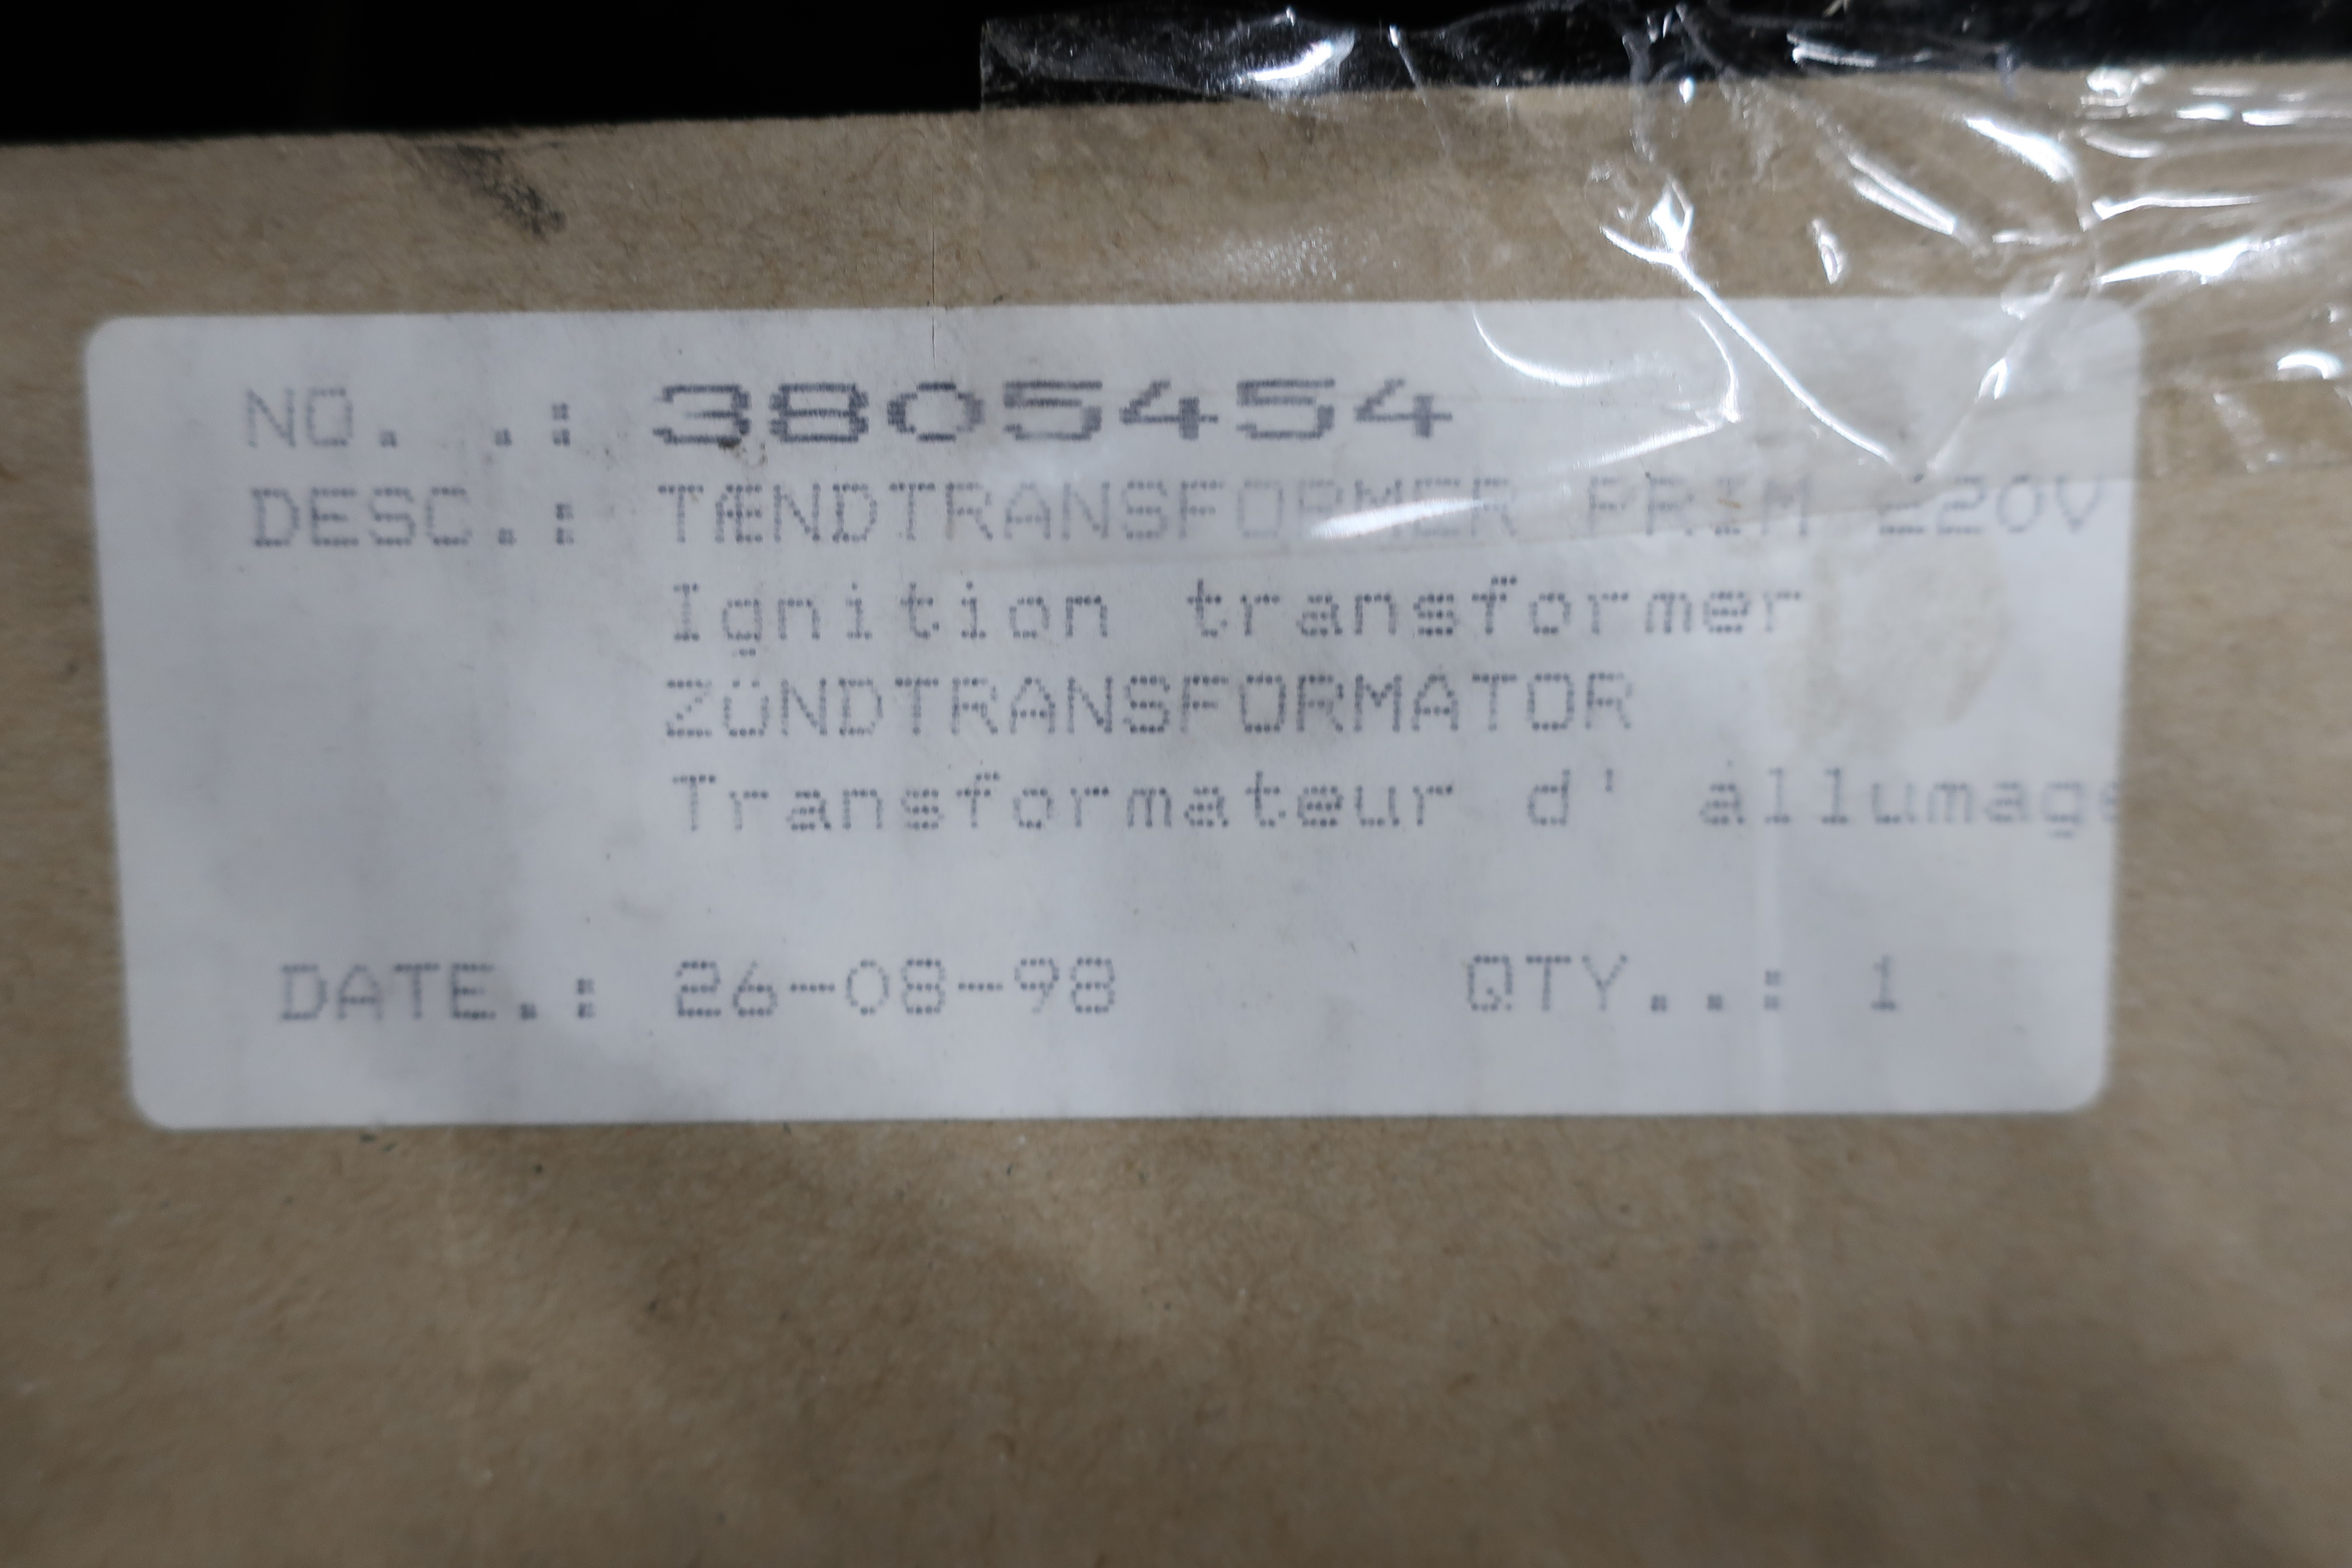 NO. .: 3805454
DESC.: TÆNDTRANSFORMER PRIM 220V
Ignition transformer
ZÜNDTRANSFORMATOR
Transformateur d' allumage
DATE.: 26-08-98 QTY..: 1